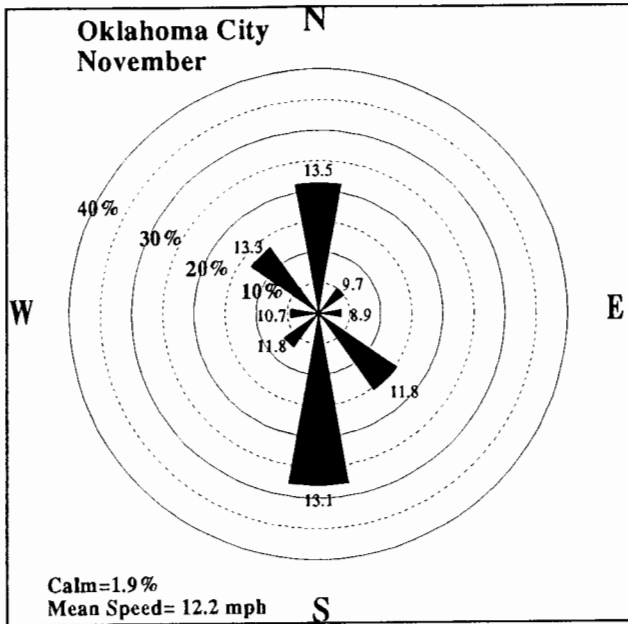 Oklahoma City
November
N
13.5
40%
30%
13.3
20%
10%
9.7
W
10.7
8.9
E
11.8
11.8
13.1
Calm=1.9%
Mean Speed= 12.2 mph
S